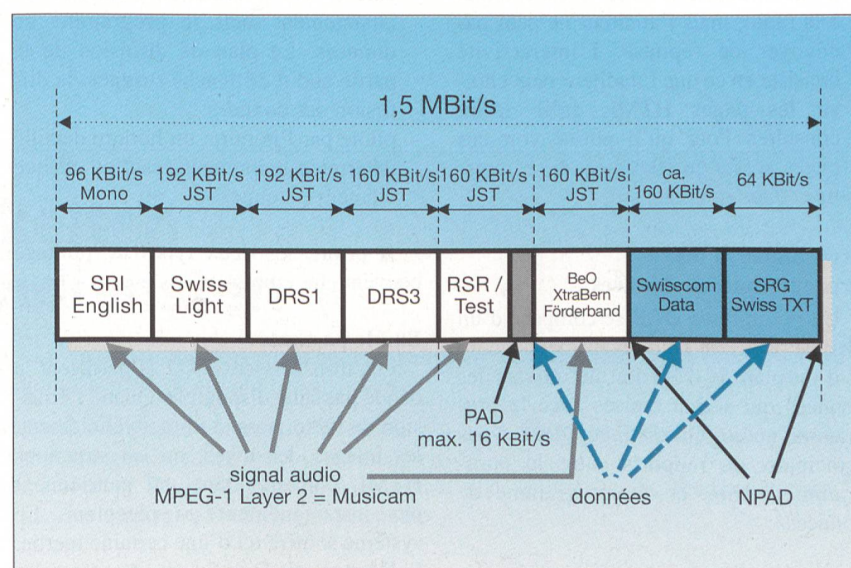 1,5 MBit/s
96 KBit/s
Mono
192 KBit/s
JST
192 KBit/s
JST
160 KBit/s
JST
160 KBit/s
JST
160 KBit/s
JST
ca.
160 KBit/s
64 KBit/s
SRI
English
Swiss
Light
DRS1
DRS3
RSR /
Test
BeO
XtraBern
Förderband
Swisscom
Data
SRG
Swiss TXT
PAD
max. 16 KBit/s
signal audio
MPEG-1 Layer 2 = Musicam
données
NPAD